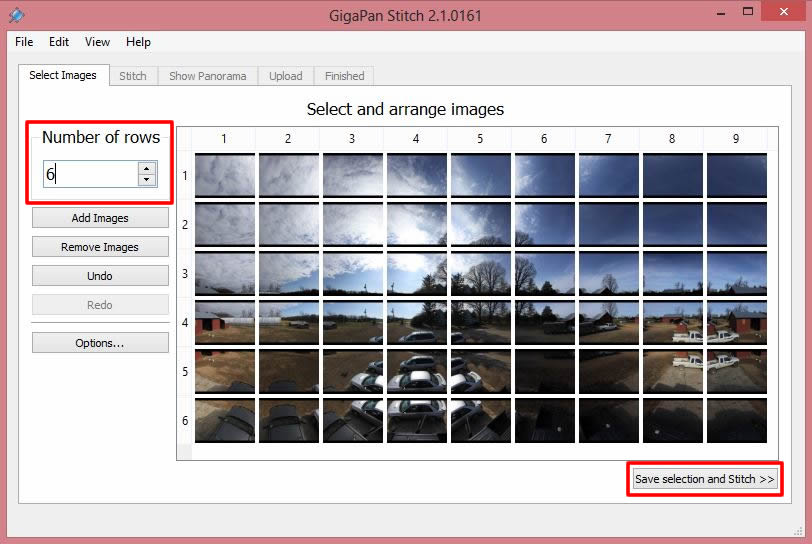 GigaPan Stitch 2.1.0161
File Edit View Help
Select Images Stitch Show Panorama Upload Finished
Select and arrange images
Number of rows
6
Add Images
Remove Images
Undo
Redo
Options...
1 2 3 4 5 6 7 8 9
1
2
3
4
5
6
Save selection and Stitch >>